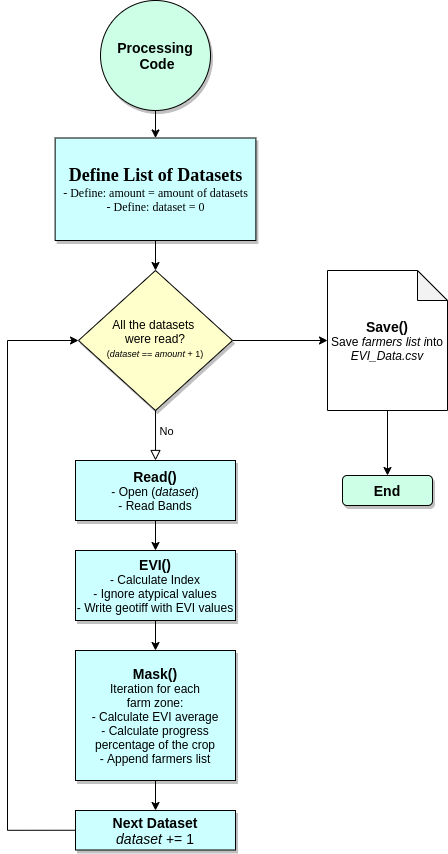 Processing
Code
Define List of Datasets
- Define: amount = amount of datasets
- Define: dataset = 0
All the datasets
were read?
(dataset == amount + 1)
Save()
Save farmers list into
EVI_Data.csv
No
Read()
- Open (dataset)
- Read Bands
End
EVI()
- Calculate Index
- Ignore atypical values
- Write geotiff with EVI values
Mask()
Iteration for each
farm zone:
- Calculate EVI average
- Calculate progress
percentage of the crop
- Append farmers list
Next Dataset
dataset += 1